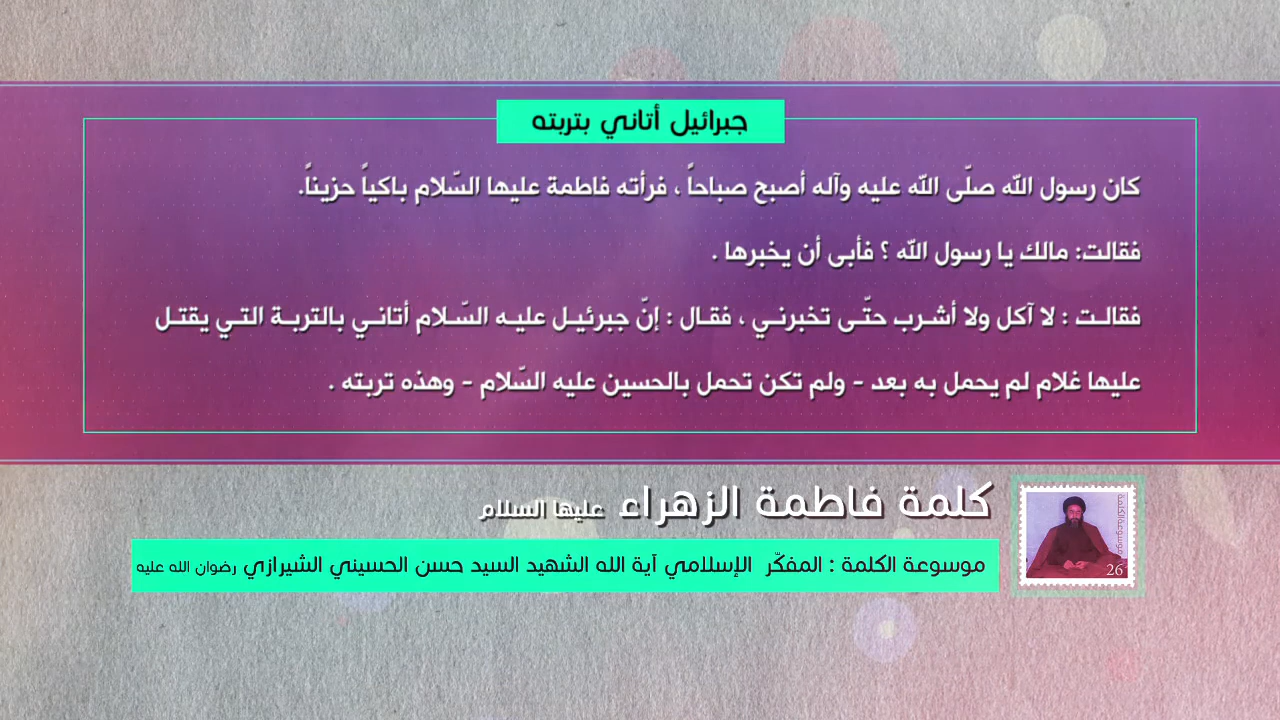 جبرائيل أتاني بتربته
كان رسول الله صلّى الله عليه وآله أصبح صباحاً ، فرأته فاطمة عليها السّلام باكياً حزيناً.
فقالت: مالك يا رسول الله ؟ فأبى أن يخبرها .
فقالت : لا آكل ولا أشرب حتّى تخبرني ، فقال : إنّ جبرئيل عليه السّلام أتاني بالتربة التي يقتل
عليها غلام لم يحمل به بعد - ولم تكن تحمل بالحسين عليه السّلام - وهذه تربته .
كلمة فاطمة الزهراء عليها السلام
موسوعة الكلمة : المفكّر الإسلامي آية الله الشهيد السيد حسن الحسيني الشيرازي رضوان الله عليه
موسوعة الكلمة
26